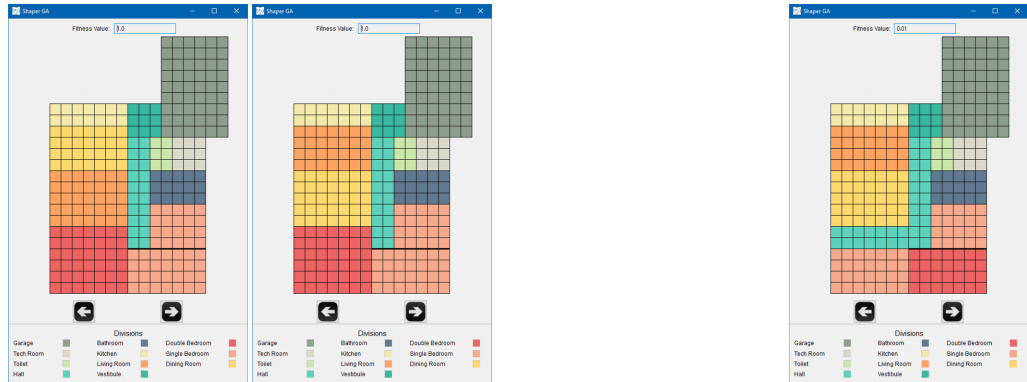 Shaper GA
Fitness Value: 1.0
Divisions
Garage Bathroom Double Bedroom
Tech Room Kitchen Single Bedroom
Toilet Living Room Dining Room
Hall Vestibule
Shaper GA
Fitness Value: 1.0
Divisions
Garage Bathroom Double Bedroom
Tech Room Kitchen Single Bedroom
Toilet Living Room Dining Room
Hall Vestibule
Shaper GA
Fitness Value: 0.01
Divisions
Garage Bathroom Double Bedroom
Tech Room Kitchen Single Bedroom
Toilet Living Room Dining Room
Hall Vestibule